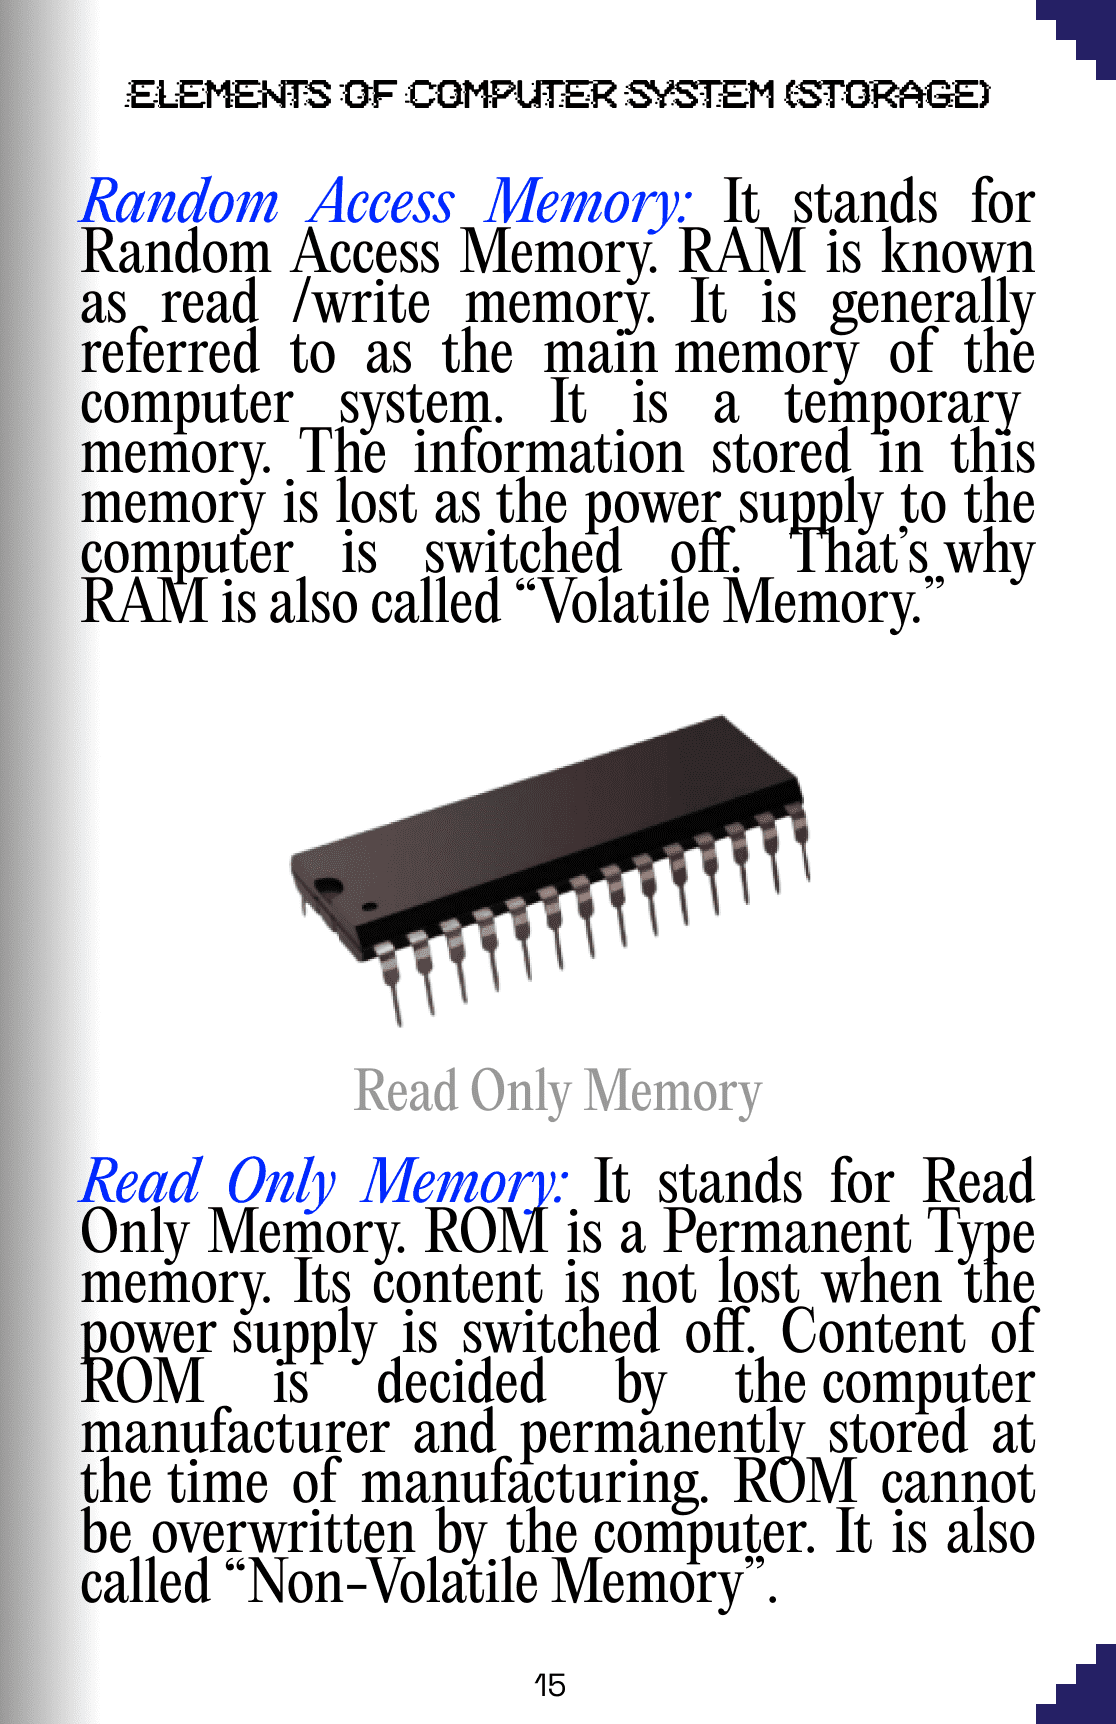 ELEMENTS OF COMPUTER SYSTEM (STORAGE)
Random Access Memory: It stands for
Random Access Memory. RAM is known
as read /write memory. It is generally
referred to as the main memory of the
computer system. It is a temporary
memory. The information stored in this
memory is lost as the power supply to the
computer is switched off. That’s why
RAM is also called “Volatile Memory.”
Read Only Memory
Read Only Memory: It stands for Read
Only Memory. ROM is a Permanent Type
memory. Its content is not lost when the
power supply is switched off. Content of
ROM is decided by the computer
manufacturer and permanently stored at
the time of manufacturing. ROM cannot
be overwritten by the computer. It is also
called “Non-Volatile Memory”.
15